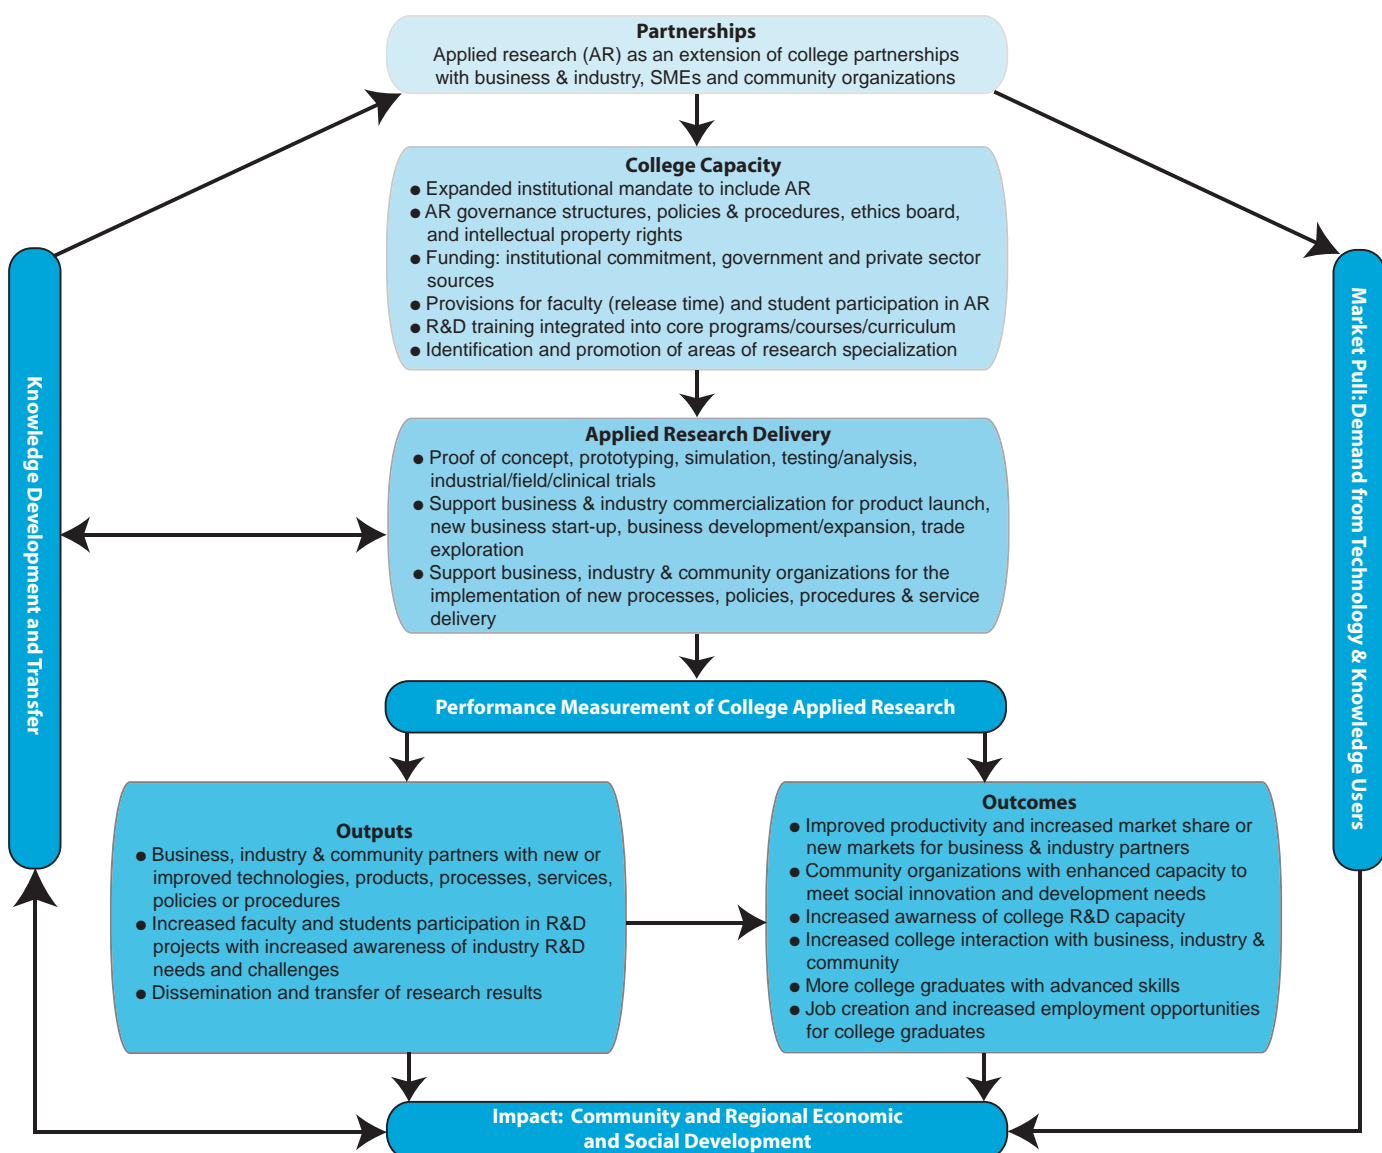 Partnerships
Applied research (AR) as an extension of college partnerships
with business & industry, SMEs and community organizations
College Capacity
● Expanded institutional mandate to include AR
● AR governance structures, policies & procedures, ethics board,
and intellectual property rights
● Funding: institutional commitment, government and private sector
sources
● Provisions for faculty (release time) and student participation in AR
● R&D training integrated into core programs/courses/curriculum
● Identification and promotion of areas of research specialization
Applied Research Delivery
● Proof of concept, prototyping, simulation, testing/analysis,
industrial/field/clinical trials
● Support business & industry commercialization for product launch,
new business start-up, business development/expansion, trade
exploration
● Support business, industry & community organizations for the
implementation of new processes, policies, procedures & service
delivery
Knowledge Development and Transfer
Market Pull: Demand from Technology & Knowledge Users
Performance Measurement of College Applied Research
Outputs
● Business, industry & community partners with new or
improved technologies, products, processes, services,
policies or procedures
● Increased faculty and students participation in R&D
projects with increased awareness of industry R&D
needs and challenges
● Dissemination and transfer of research results
Outcomes
● Improved productivity and increased market share or
new markets for business & industry partners
● Community organizations with enhanced capacity to
meet social innovation and development needs
● Increased awarness of college R&D capacity
● Increased college interaction with business, industry &
community
● More college graduates with advanced skills
● Job creation and increased employment opportunities
for college graduates
Impact: Community and Regional Economic
and Social Development